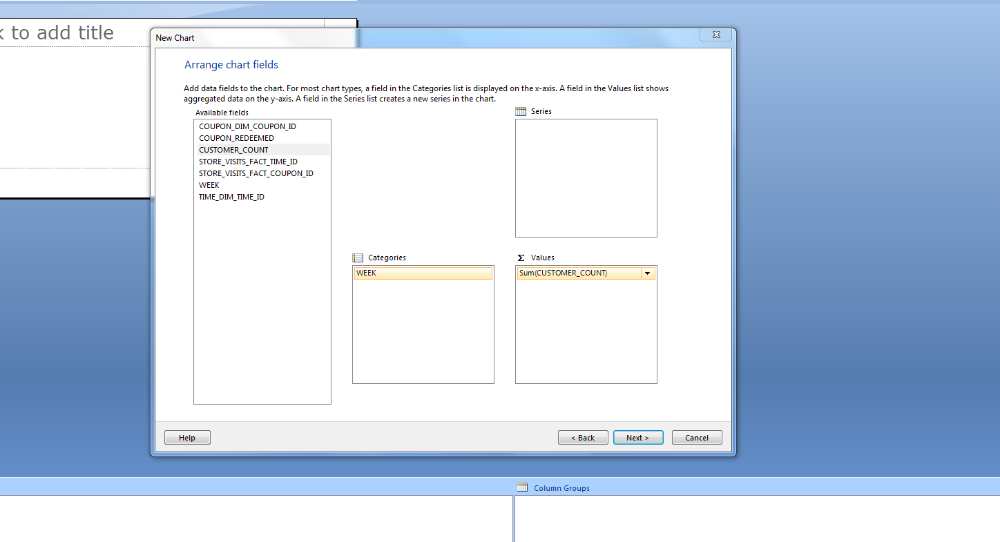 k to add title
New Chart
Arrange chart fields
Add data fields to the chart. For most chart types, a field in the Categories list is displayed on the x-axis. A field in the Values list shows
aggregated data on the y-axis. A field in the Series list creates a new series in the chart.
Available fields
COUPON_DIM_COUPON_ID
COUPON_REDEEMED
CUSTOMER_COUNT
STORE_VISITS_FACT_TIME_ID
STORE_VISITS_FACT_COUPON_ID
WEEK
TIME_DIM_TIME_ID
Series
Categories
WEEK
Σ Values
Sum(CUSTOMER_COUNT)
Help
< Back
Next >
Cancel
Column Groups